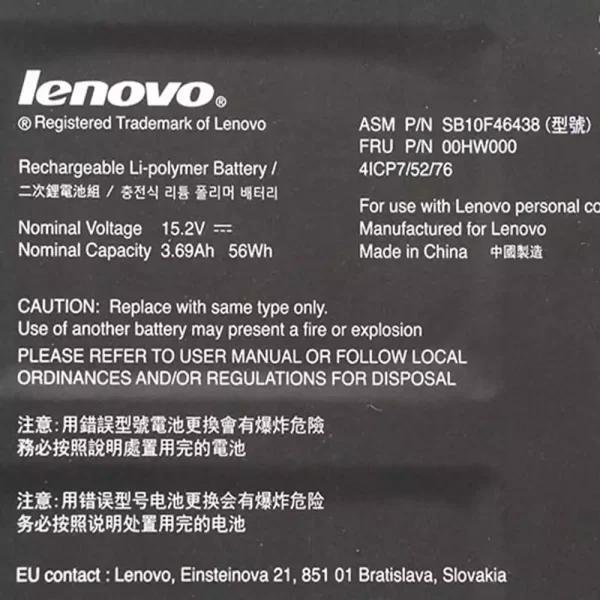 lenovo®
® Registered Trademark of Lenovo
Rechargeable Li-polymer Battery /
二次鋰電池組 / 충전식 리튬 폴리머 배터리
Nominal Voltage 15.2V ⎓
Nominal Capacity 3.69Ah 56Wh
ASM P/N SB10F46438 (型號)
FRU P/N 00HW000
4ICP7/52/76
For use with Lenovo personal co
Manufactured for Lenovo
Made in China 中國製造
CAUTION: Replace with same type only.
Use of another battery may present a fire or explosion
PLEASE REFER TO USER MANUAL OR FOLLOW LOCAL
ORDINANCES AND/OR REGULATIONS FOR DISPOSAL
注意:用錯誤型號電池更換會有爆炸危險
務必按照說明處置用完的電池
注意:用错误型号电池更换会有爆炸危险
务必按照说明处置用完的电池
EU contact : Lenovo, Einsteinova 21, 851 01 Bratislava, Slovakia